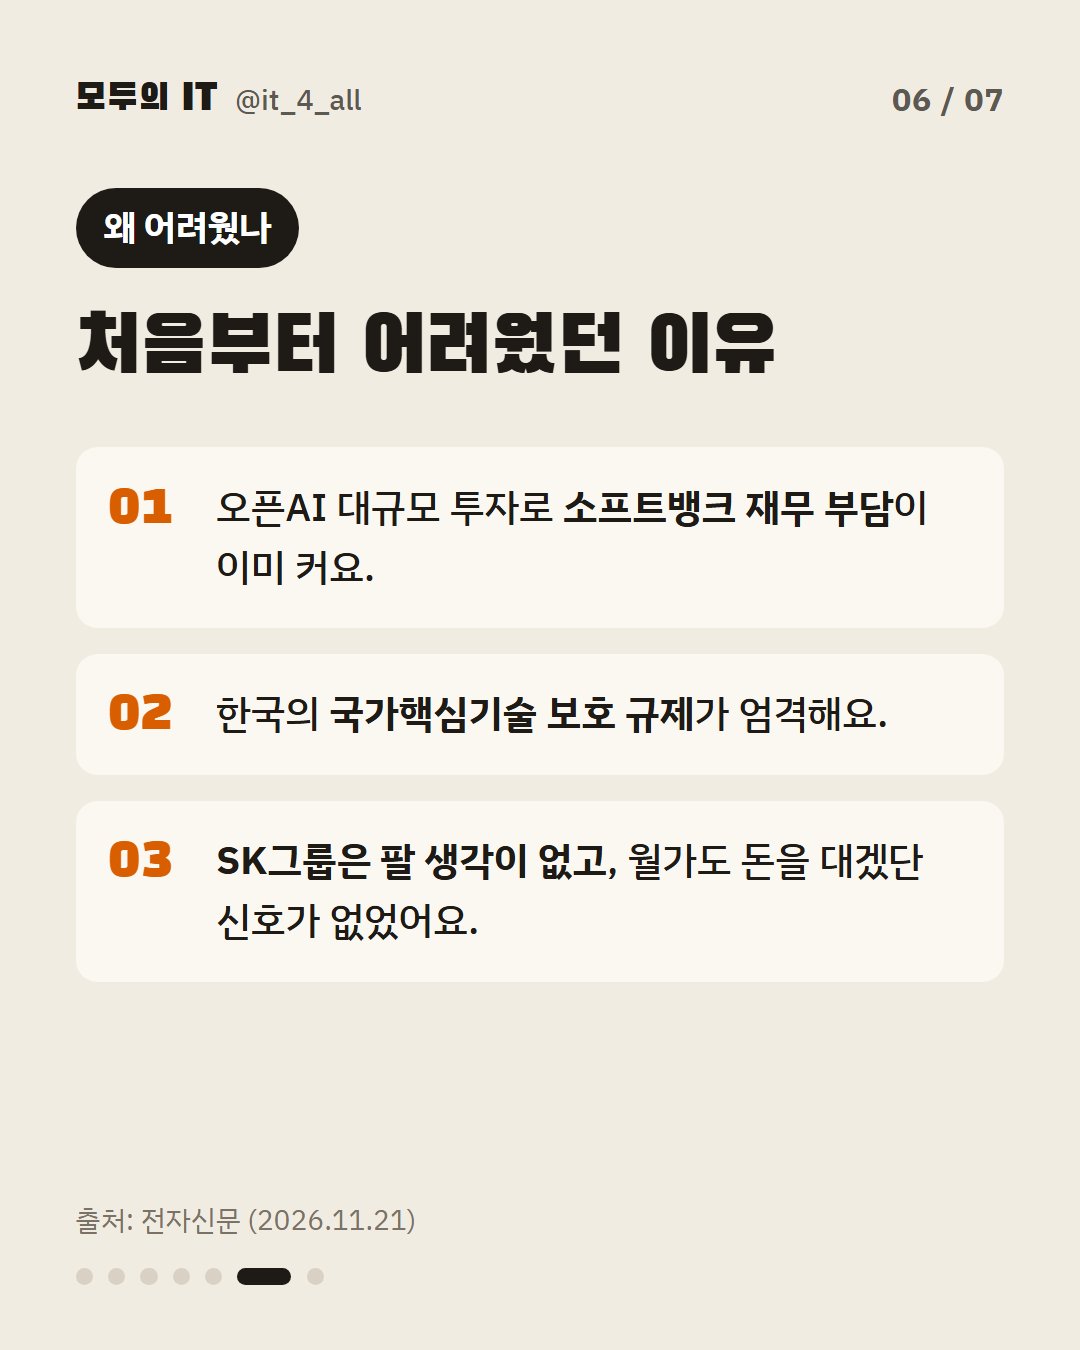 모두의 IT @it_4_all
06 / 07
왜 어려웠나
처음부터 어려웠던 이유
01 오픈AI 대규모 투자로 소프트뱅크 재무 부담이
이미 커요.
02 한국의 국가핵심기술 보호 규제가 엄격해요.
03 SK그룹은 팔 생각이 없고, 월가도 돈을 대겠단
신호가 없었어요.
출처: 전자신문 (2026.11.21)